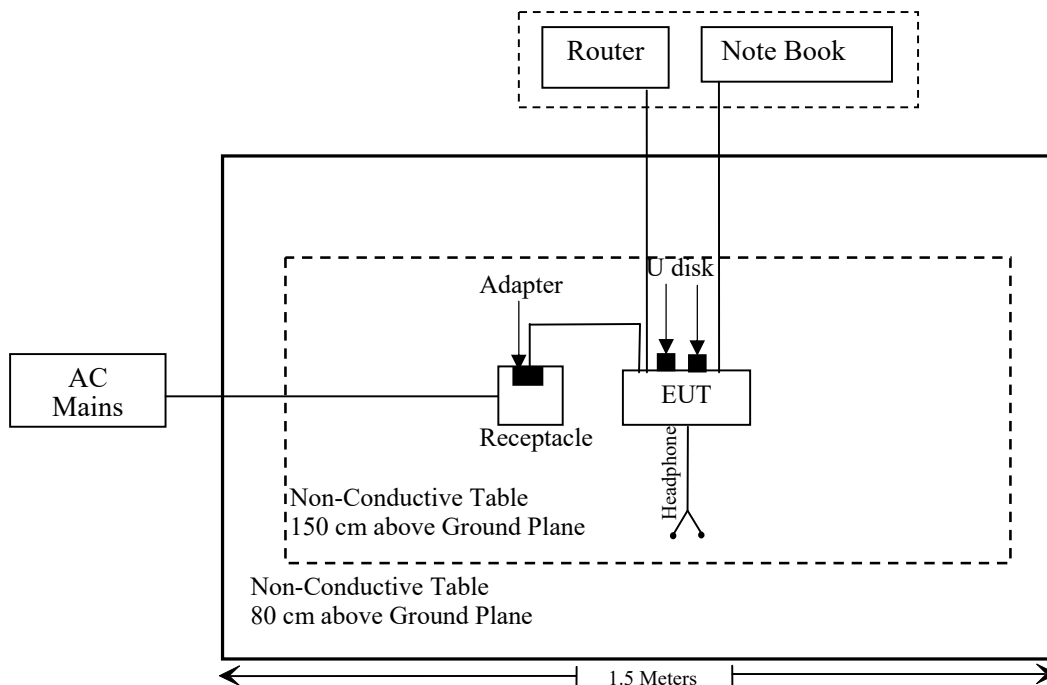 Router
Note Book
U disk
Adapter
AC
Mains
EUT
Receptacle
Headphone
Non-Conductive Table
150 cm above Ground Plane
Non-Conductive Table
80 cm above Ground Plane
1.5 Meters